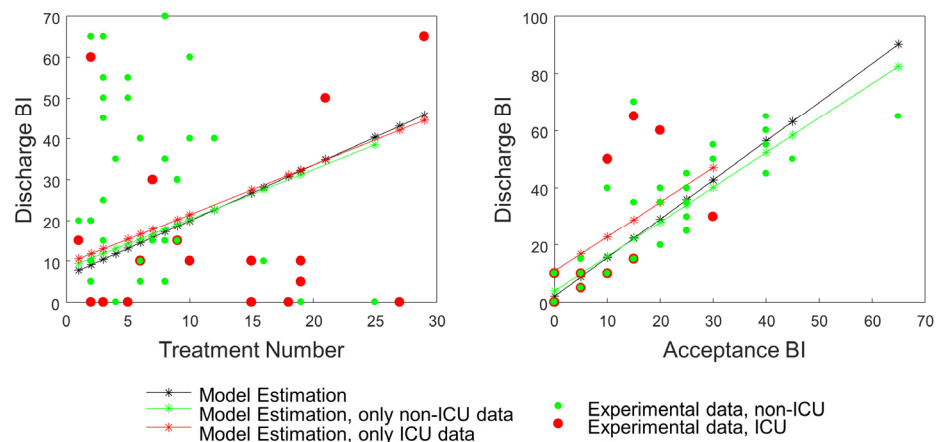 70
60
50
40
30
20
10
0
Discharge BI
0 5 10 15 20 25 30
Treatment Number
100
80
60
40
20
0
Discharge BI
0 10 20 30 40 50 60 70
Acceptance BI
Model Estimation
Model Estimation, only non-ICU data
Model Estimation, only ICU data
Experimental data, non-ICU
Experimental data, ICU